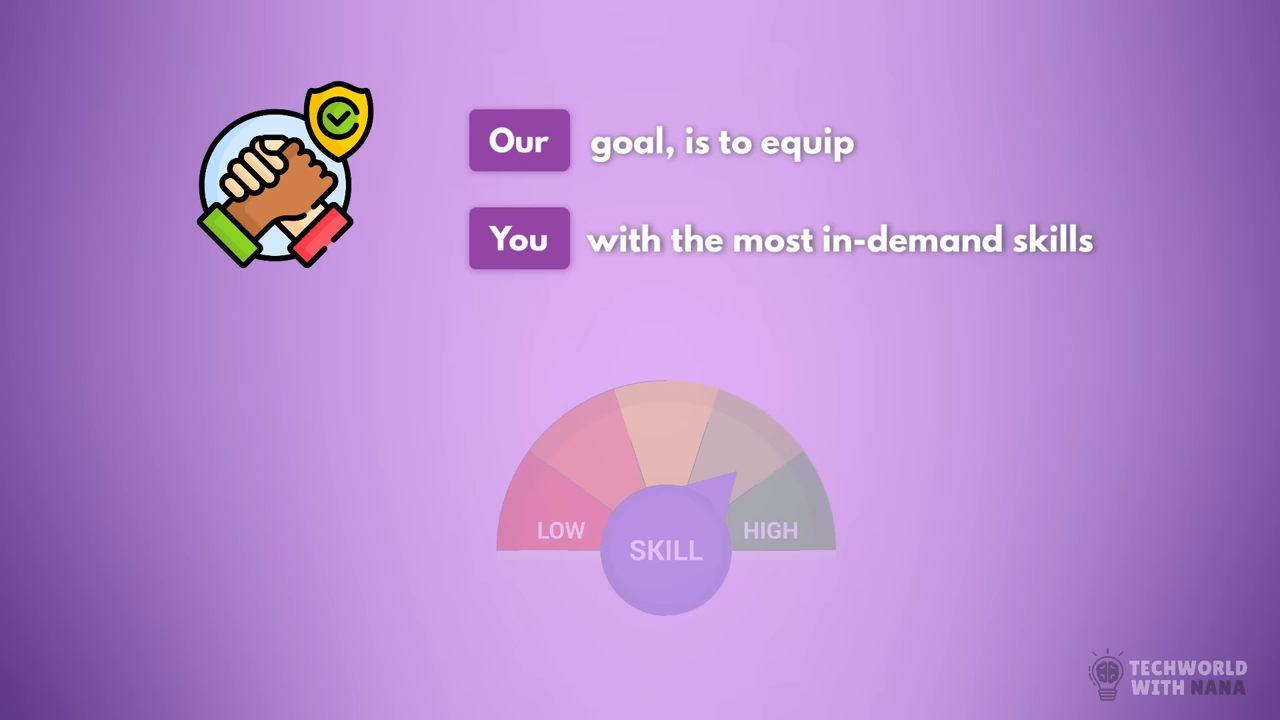 Our goal, is to equip
You with the most in-demand skills
LOW HIGH
SKILL
TECHWORLD
WITH NANA